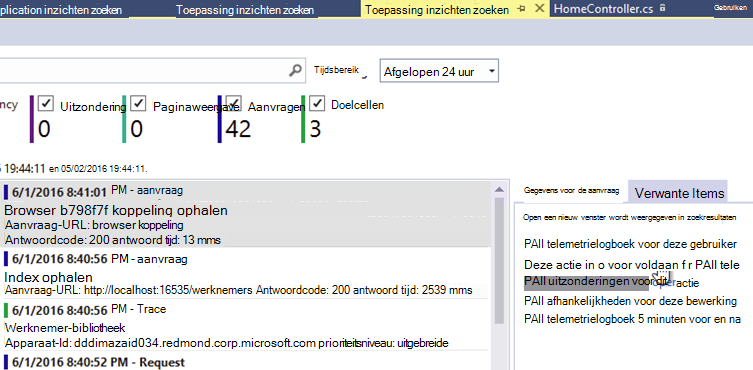 plication inzichten zoeken
Toepassing inzichten zoeken
Toepassing inzichten zoeken
HomeController.cs
Gebruiken
Tijdsbereik
Afgelopen 24 uur
ncy
Uitzondering
Paginaweergave
Aanvragen
Doelcellen
0
0
42
3
19:44:11 en 05/02/2016 19:44:11.
6/1/2016 8:41:01 PM - aanvraag
Browser b798f7f koppeling ophalen
Aanvraag-URL: browser koppeling
Antwoordcode: 200 antwoord tijd: 13 mms
6/1/2016 8:40:56 PM - aanvraag
Index ophalen
Aanvraag-URL: http://localhost:16535/werknemers Antwoordcode: 200 antwoord tijd: 2539 mms
6/1/2016 8:40:56 PM - Trace
Werknemer-bibliotheek
Apparaat-Id: dddimazaid034.redmond.corp.microsoft.com prioriteitsniveau: uitgebreide
6/1/2016 8:40:52 PM - Request
Gegevens voor de aanvraag
Verwante Items
Open een nieuw venster wordt weergegeven in zoekresultaten
PAll telemetrielogboek voor deze gebruiker
Deze actie in o voor voldaan f r PAll tele
PAll uitzonderingen voor dit
actie
PAll afhankelijkheden voor deze bewerking
PAll telemetrielogboek 5 minuten voor en na